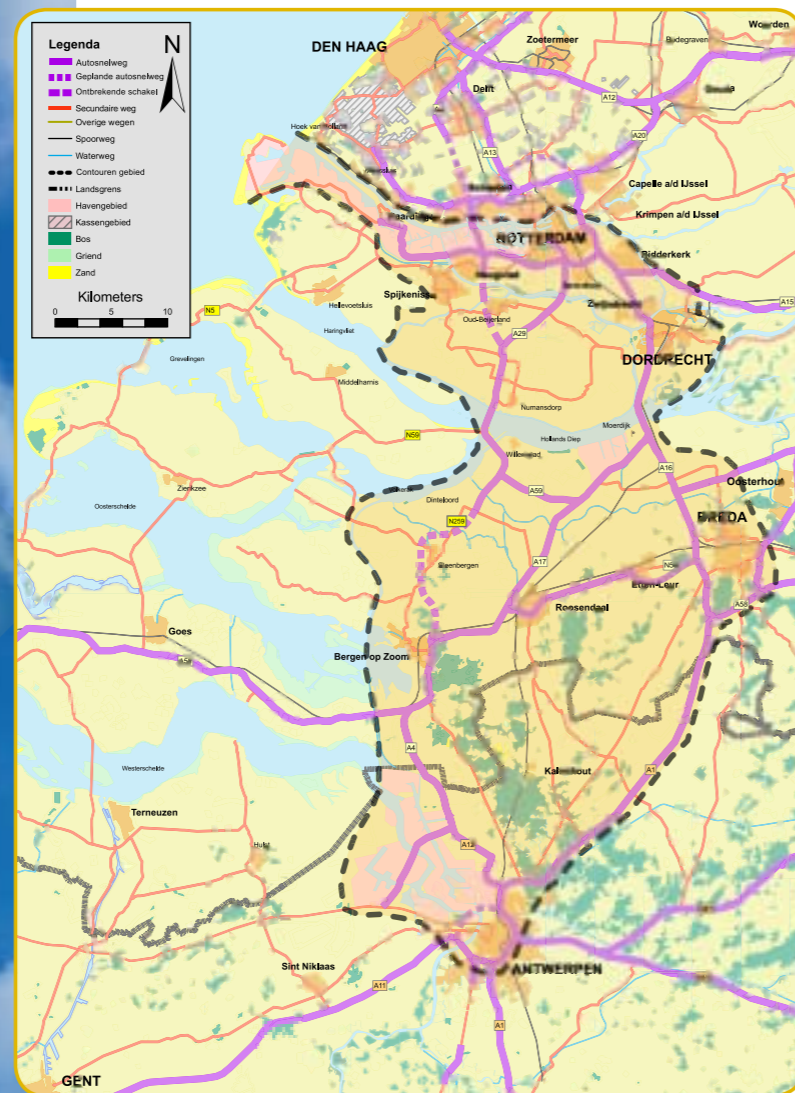 Legenda
N
Autosnelweg
Geplande autosnelweg
Ontbrekende schakel
Secundaire weg
Overige wegen
Spoorweg
Waterweg
Contouren gebied
Landsgrens
Havengebied
Kassengebied
Bos
Griend
Zand
Kilometers
0 5 10
DEN HAAG
Zoetermeer
Woerden
Bodegraven
Delft
A12
A20
A13
Hoek van Holland
Capelle a/d IJssel
Krimpen a/d IJssel
ROTTERDAM
Ridderkerk
Spijkenisse
A15
N5
Hellevoetsluis
Haringvliet
Oud-Beijerland
A29
DORDRECHT
Grevelingen
Middelharnis
Numansdorp
N59
Hollands Diep
Moerdijk
Willemstad
A16
Oosterhout
Zierikzee
Dinteloord
A59
Oosterschelde
N259
BREDA
Steenbergen
A17
Etten-Leur
Roosendaal
A58
Goes
Bergen op Zoom
A4
Westerschelde
Kalmthout
A1
Terneuzen
Hulst
A12
Sint Niklaas
ANTWERPEN
A11
A1
GENT